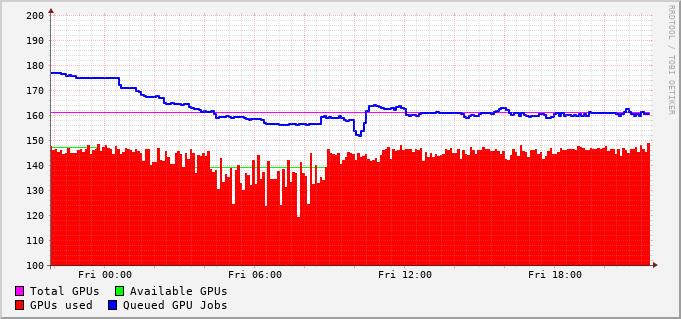 200
190
180
170
160
150
140
130
120
110
100
Fri 00:00 Fri 06:00 Fri 12:00 Fri 18:00
Total GPUs Available GPUs
GPUs used Queued GPU Jobs
RRDTOOL / TOBI OETIKER